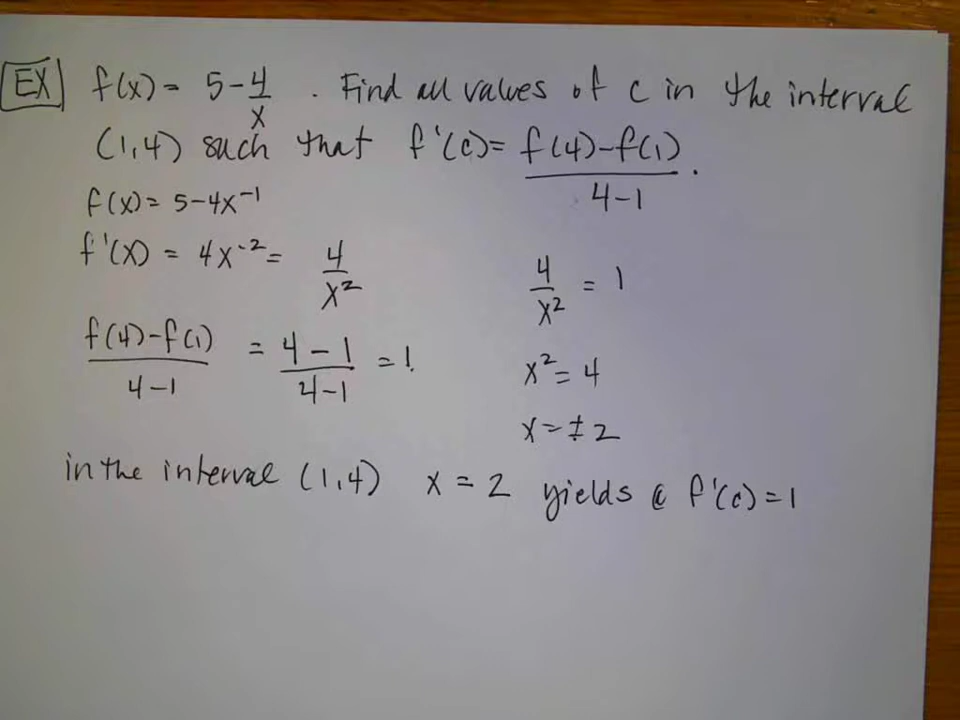 EX f(x) = 5 - 4/x . Find all values of c in the interval
(1,4) such that f'(c) = f(4)-f(1)/4-1 .
f(x) = 5-4x^-1
f'(x) = 4x^-2 = 4/x^2
f(4)-f(1)/4-1 = 4-1/4-1 = 1.
4/x^2 = 1
x^2 = 4
x = ±2
in the interval (1,4) x = 2 yields f'(c) = 1